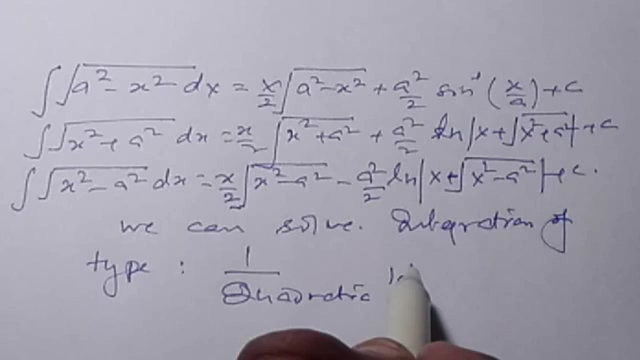 ∫√(a² - x²) dx = x/2 √(a² - x²) + a²/2 sin⁻¹(x/a) + c
∫√(x² + a²) dx = x/2 √(x² + a²) + a²/2 ln|x + √(x² + a²)| + c
∫√(x² - a²) dx = x/2 √(x² - a²) - a²/2 ln|x + √(x² - a²)| + c.
we can solve. Integration of
type : 1/Quadratic